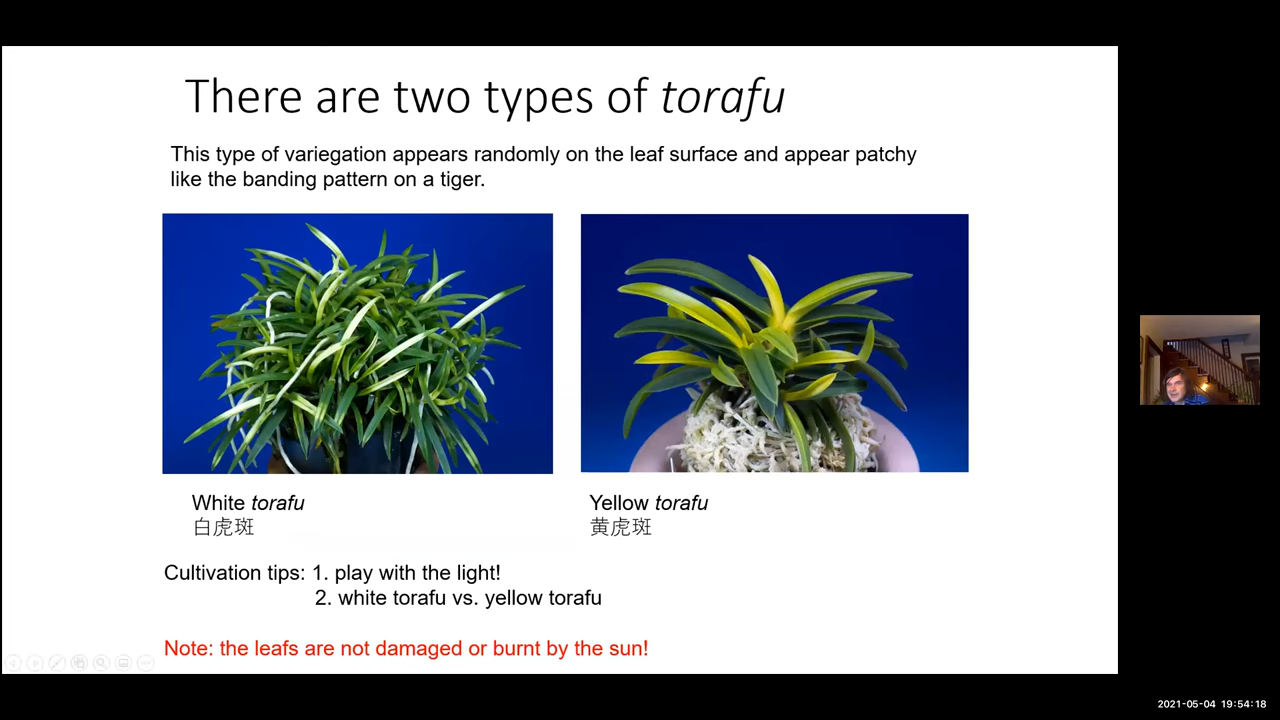 There are two types of torafu
This type of variegation appears randomly on the leaf surface and appear patchy
like the banding pattern on a tiger.
White torafu
白虎斑
Yellow torafu
黄虎斑
Cultivation tips: 1. play with the light!
2. white torafu vs. yellow torafu
Note: the leafs are not damaged or burnt by the sun!
2021-05-04 19:54:18